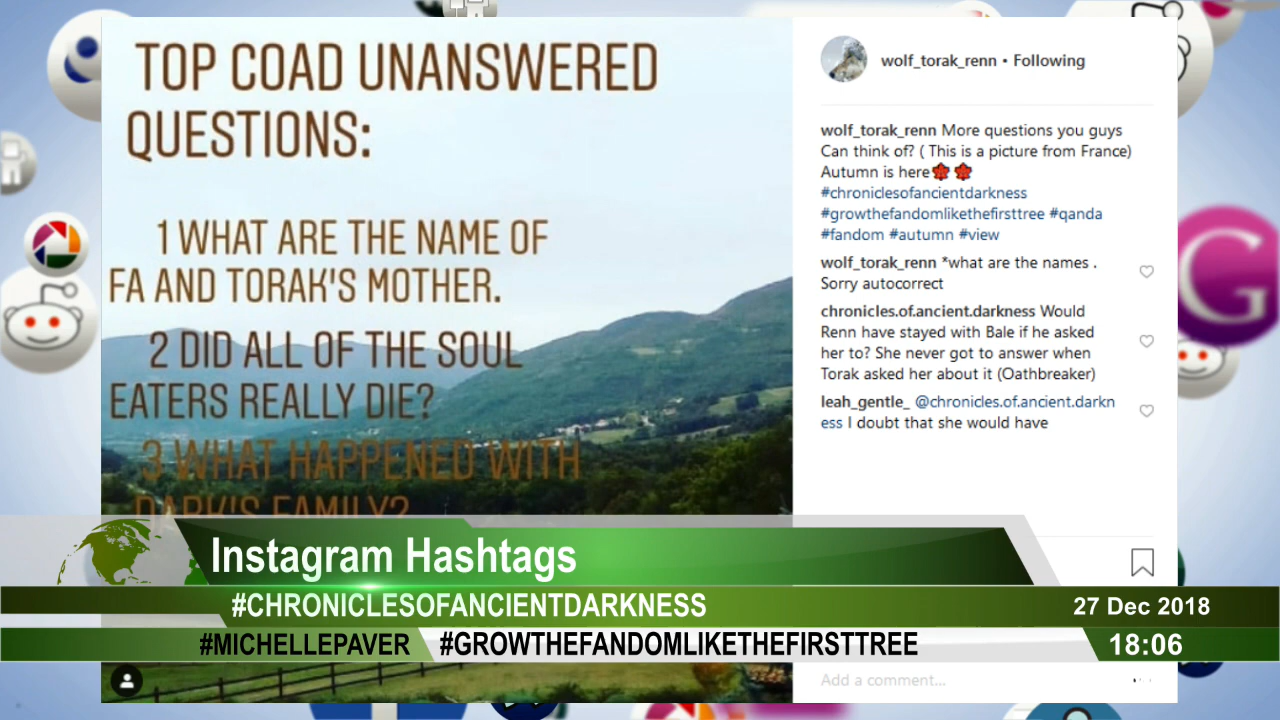 TOP COAD UNANSWERED
QUESTIONS:
1 WHAT ARE THE NAME OF
FA AND TORAK'S MOTHER.
2 DID ALL OF THE SOUL
EATERS REALLY DIE?
3 WHAT HAPPENED WITH
DARK'S FAMILY?
wolf_torak_renn • Following
wolf_torak_renn More questions you guys
Can think of? ( This is a picture from France)
Autumn is here
#chroniclesofancientdarkness
#growthefandomlikethefirsttree #qanda
#fandom #autumn #view
wolf_torak_renn *what are the names .
Sorry autocorrect
chronicles.of.ancient.darkness Would
Renn have stayed with Bale if he asked
her to? She never got to answer when
Torak asked her about it (Oathbreaker)
leah_gentle_ @chronicles.of.ancient.darkn
ess I doubt that she would have
Add a comment...
Instagram Hashtags
#CHRONICLESOFANCIENTDARKNESS
27 Dec 2018
#MICHELLEPAVER #GROWTHEFANDOMLIKETHEFIRSTTREE
18:06
G